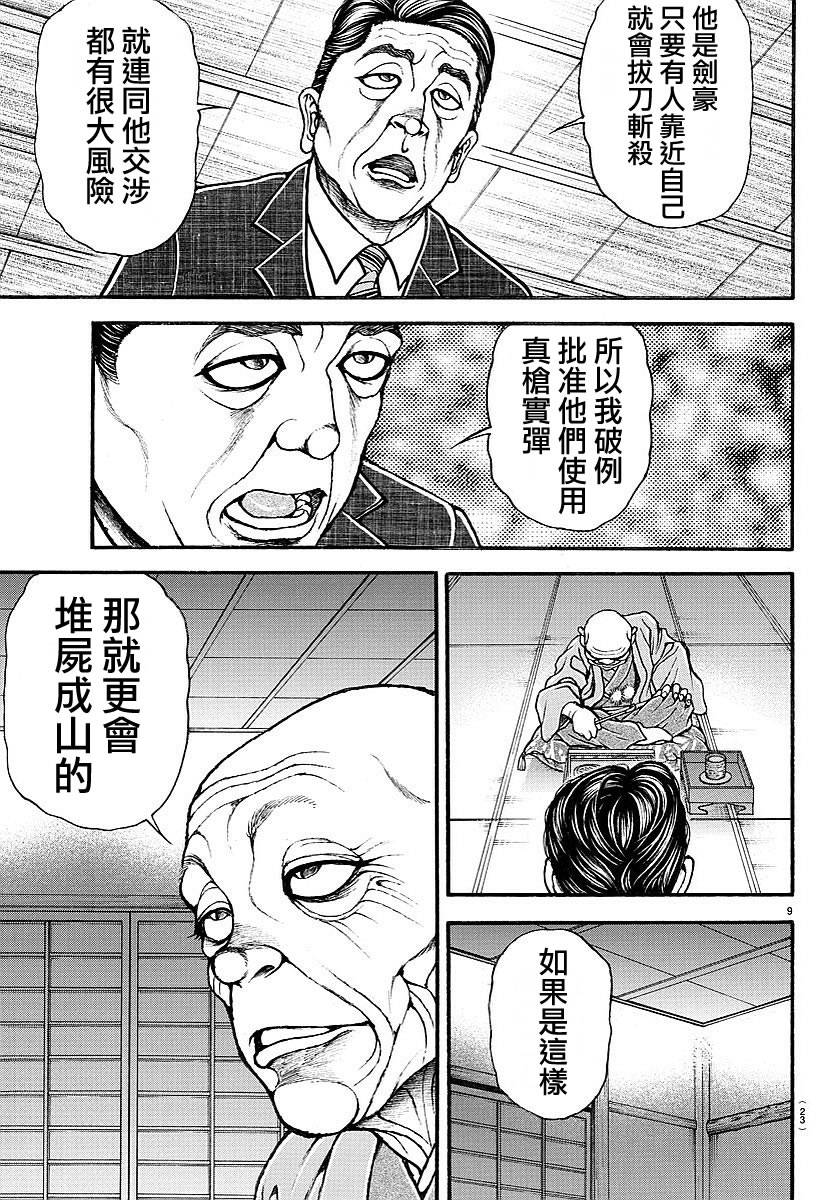 他是劍豪
只要有人靠近自己
就會拔刀斬殺
就連同他交涉
都有很大風險
所以我破例
批准他們使用
真槍實彈
9
如果是這樣
那就更會
堆屍成山的
(23)